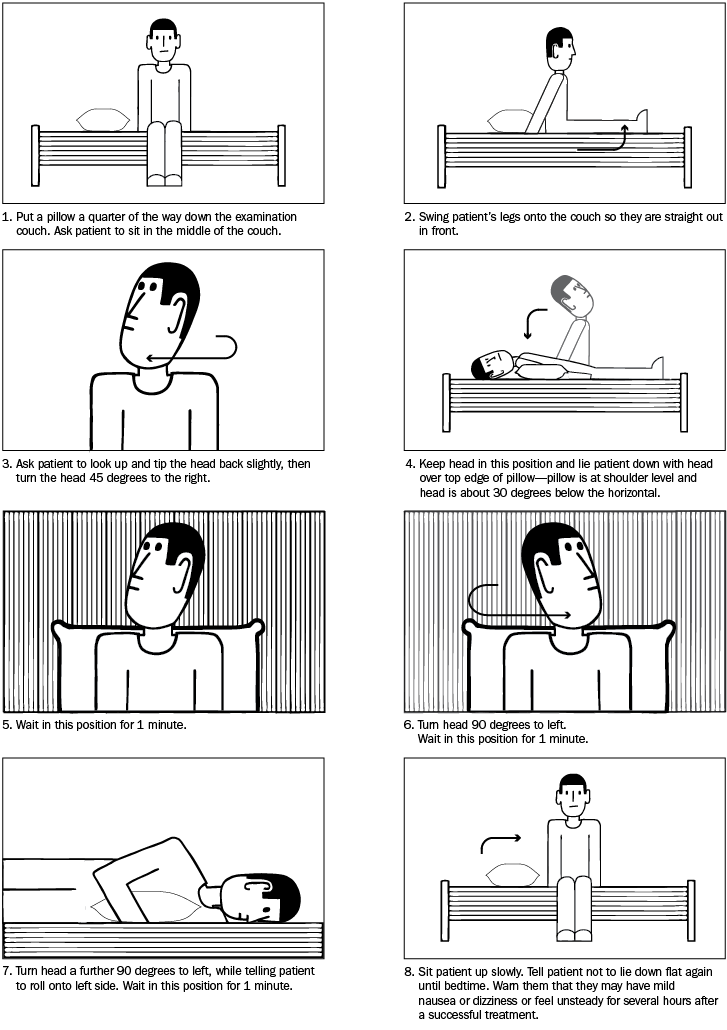 1. Put a pillow a quarter of the way down the examination
couch. Ask patient to sit in the middle of the couch.
2. Swing patient's legs onto the couch so they are straight out
in front.
3. Ask patient to look up and tip the head back slightly, then
turn the head 45 degrees to the right.
4. Keep head in this position and lie patient down with head
over top edge of pillow—pillow is at shoulder level and
head is about 30 degrees below the horizontal.
5. Wait in this position for 1 minute.
6. Turn head 90 degrees to left.
Wait in this position for 1 minute.
7. Turn head a further 90 degrees to left, while telling patient
to roll onto left side. Wait in this position for 1 minute.
8. Sit patient up slowly. Tell patient not to lie down flat again
until bedtime. Warn them that they may have mild
nausea or dizziness or feel unsteady for several hours after
a successful treatment.